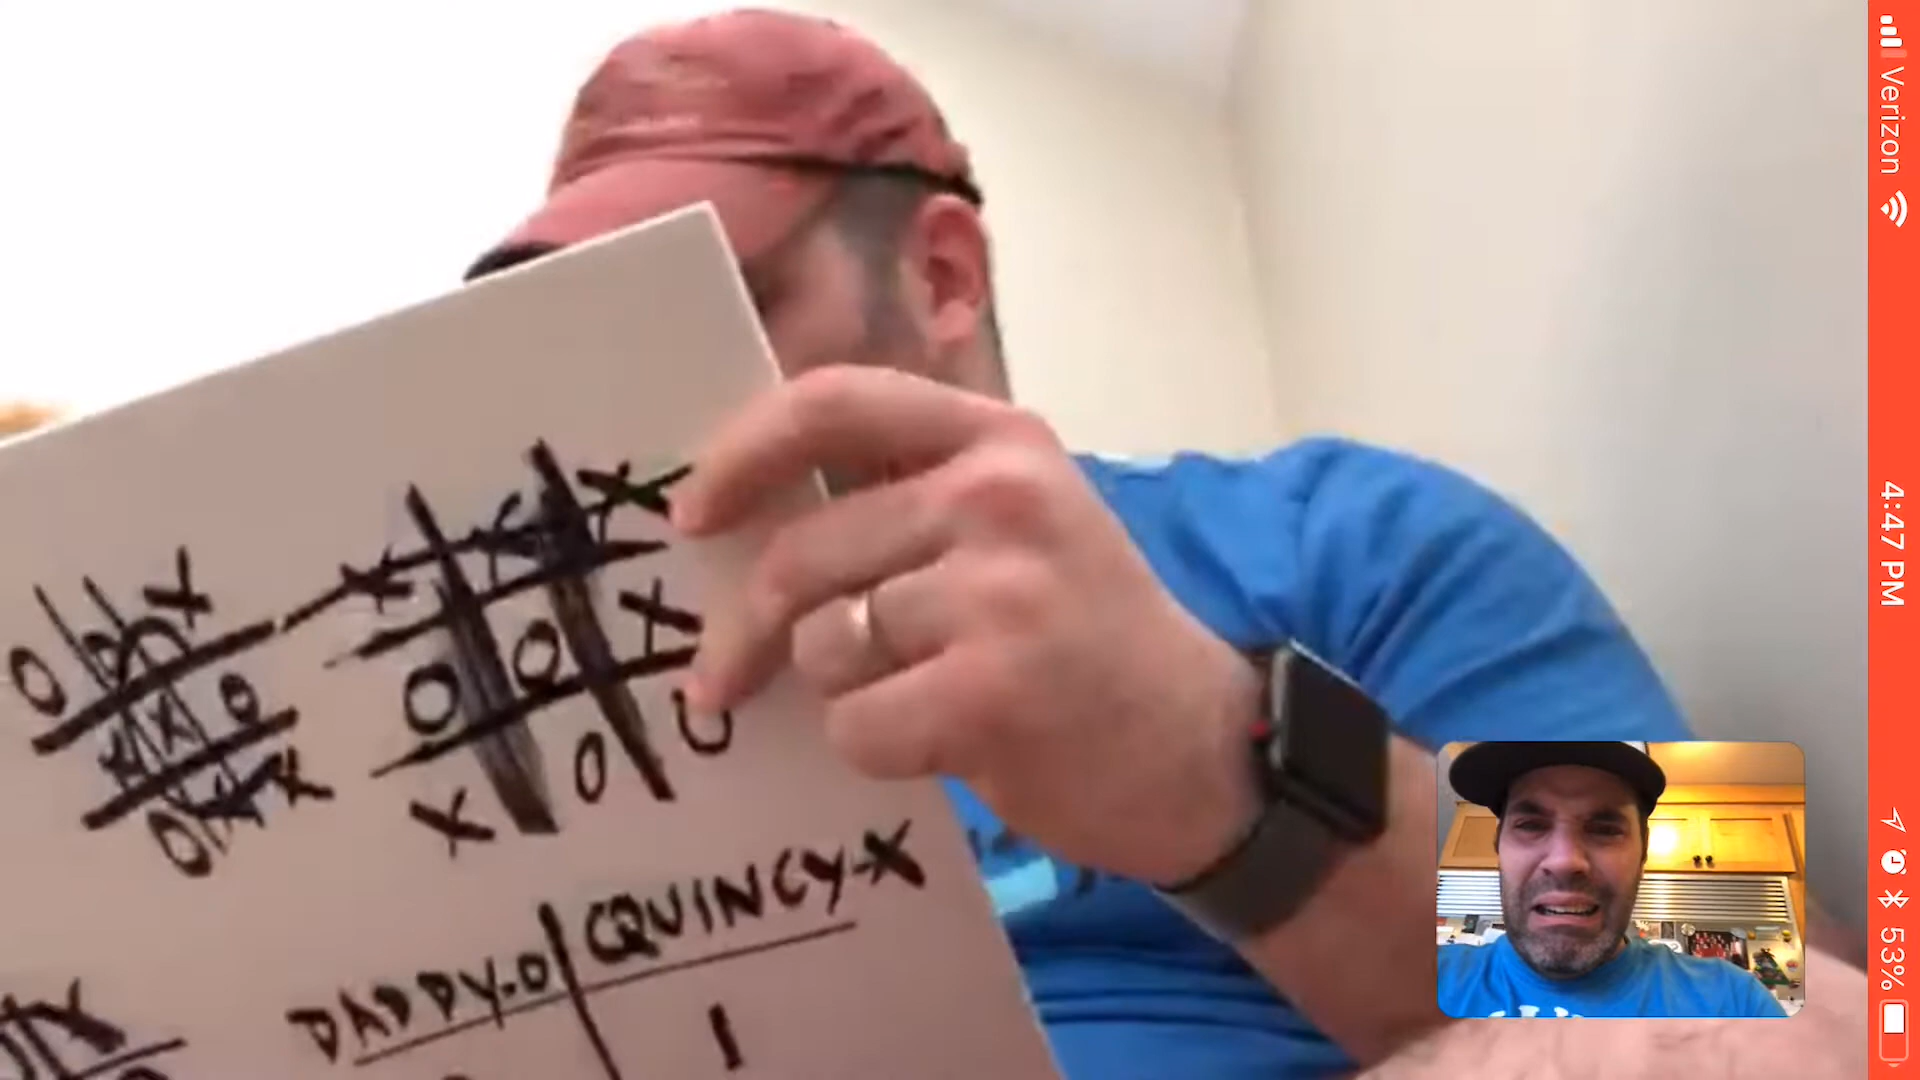 O O X
X X O
O X X
X X X
O O X
X O O
DADDY-O QUINCY-X
1
Verizon
4:47 PM
53%